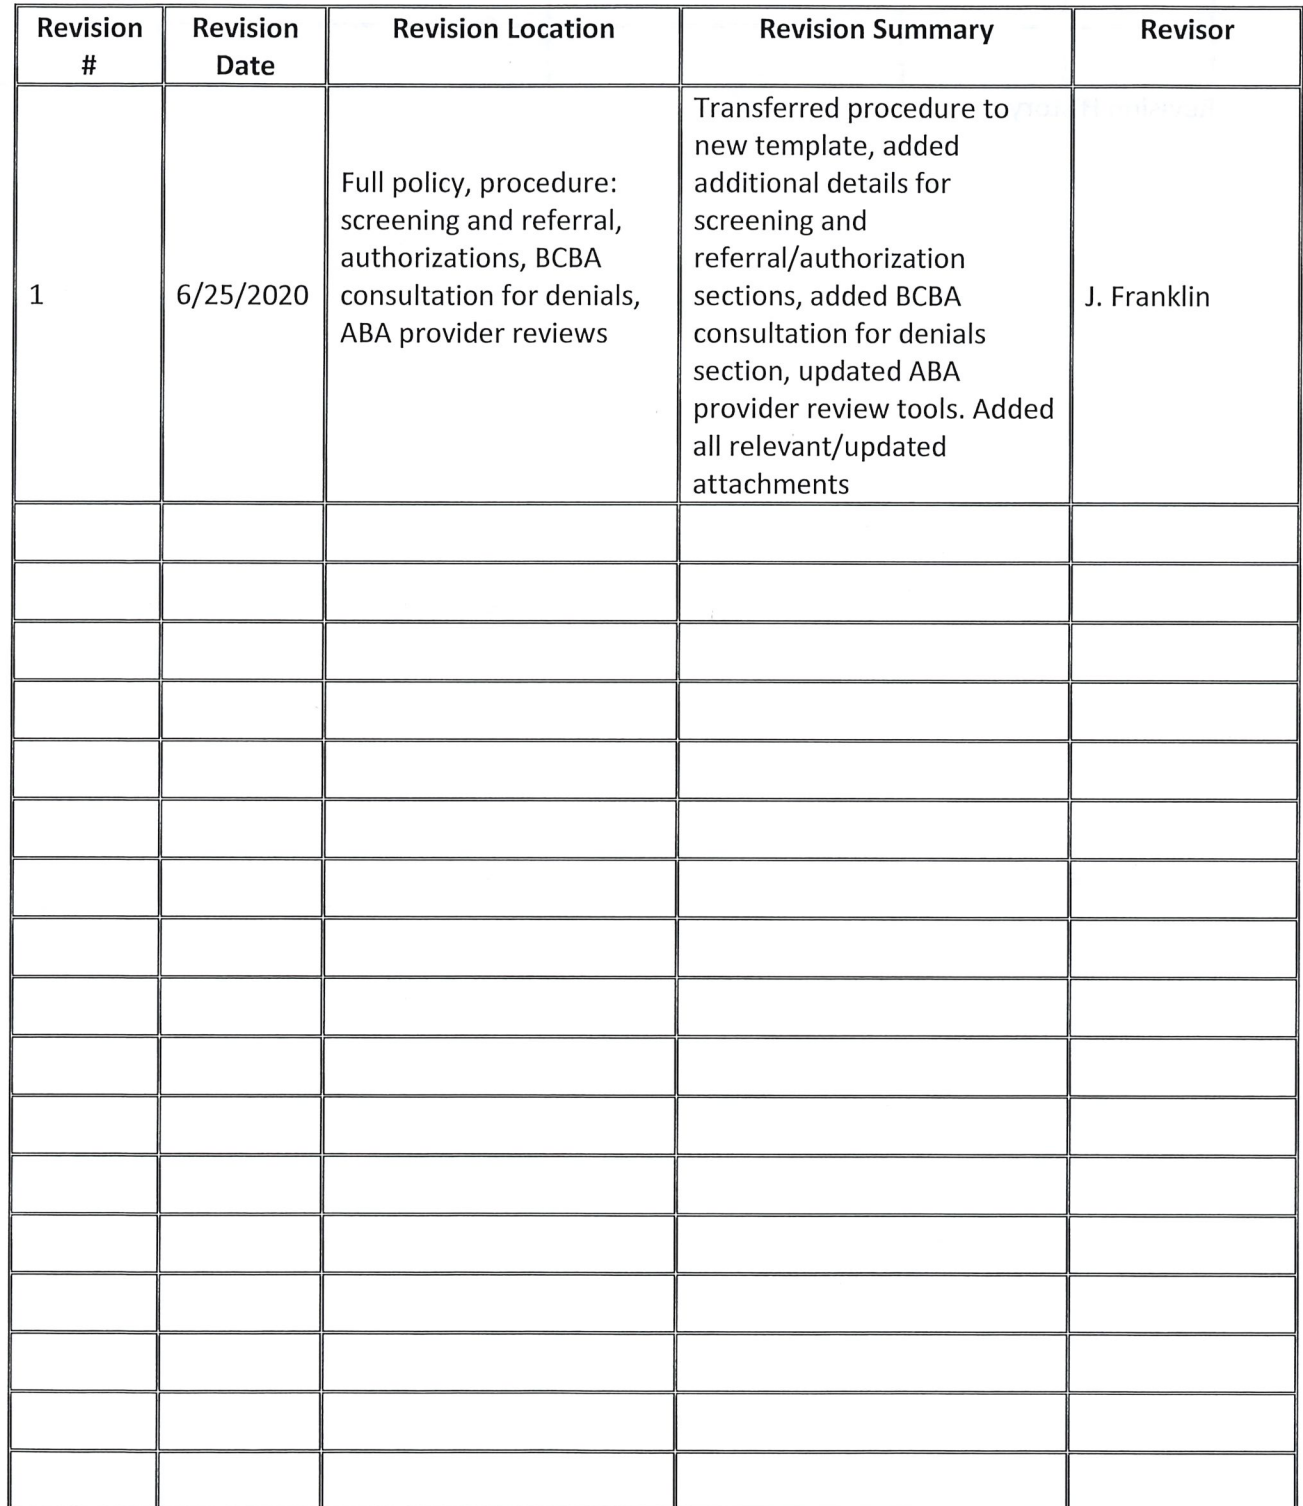 Revision #
Revision Date
Revision Location
Revision Summary
Revisor
1
6/25/2020
Full policy, procedure:
screening and referral,
authorizations, BCBA
consultation for denials,
ABA provider reviews
Transferred procedure to
new template, added
additional details for
screening and
referral/authorization
sections, added BCBA
consultation for denials
section, updated ABA
provider review tools. Added
all relevant/updated
attachments
J. Franklin